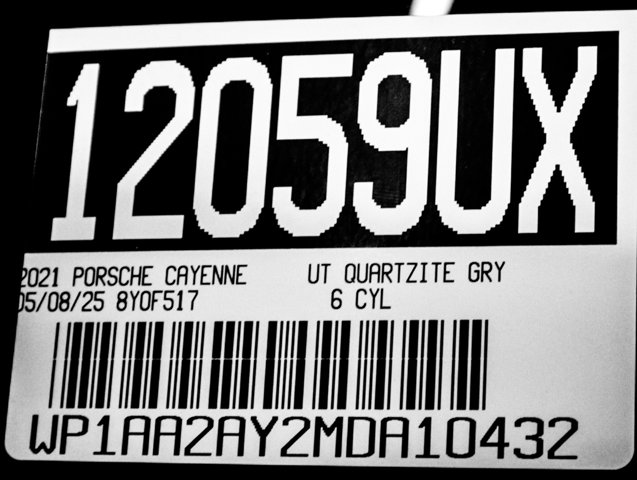 12059UX
2021 PORSCHE CAYENNE UT QUARTZITE GRY
05/08/25 8Y0F517 6 CYL
WP1AA2AY2MDA10432